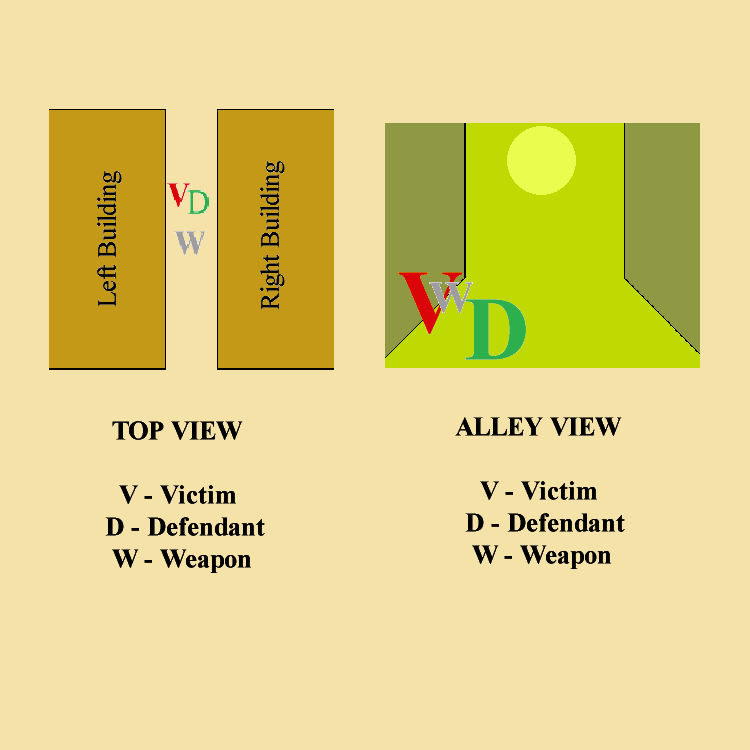 Left Building
V
D
W
Right Building
V
W
D
TOP VIEW
V - Victim
D - Defendant
W - Weapon
ALLEY VIEW
V - Victim
D - Defendant
W - Weapon